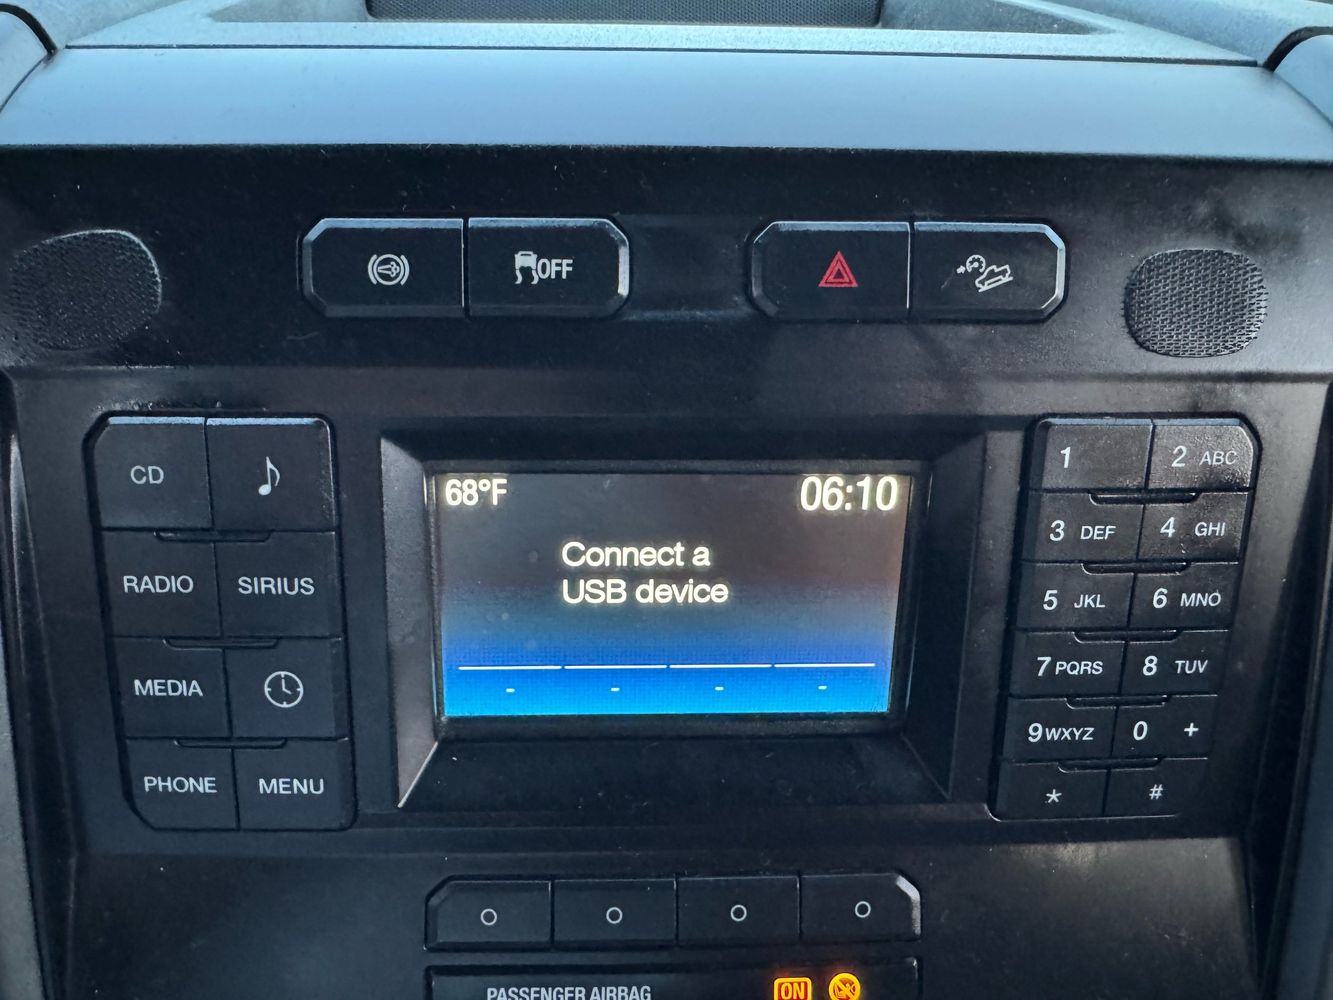 OFF
CD
RADIO
SIRIUS
MEDIA
PHONE
MENU
68°F
06:10
Connect a
USB device
1
2 ABC
3 DEF
4 GHI
5 JKL
6 MNO
7 PQRS
8 TUV
9 WXYZ
0 +
*
#
PASSENGER AIRBAG
ON